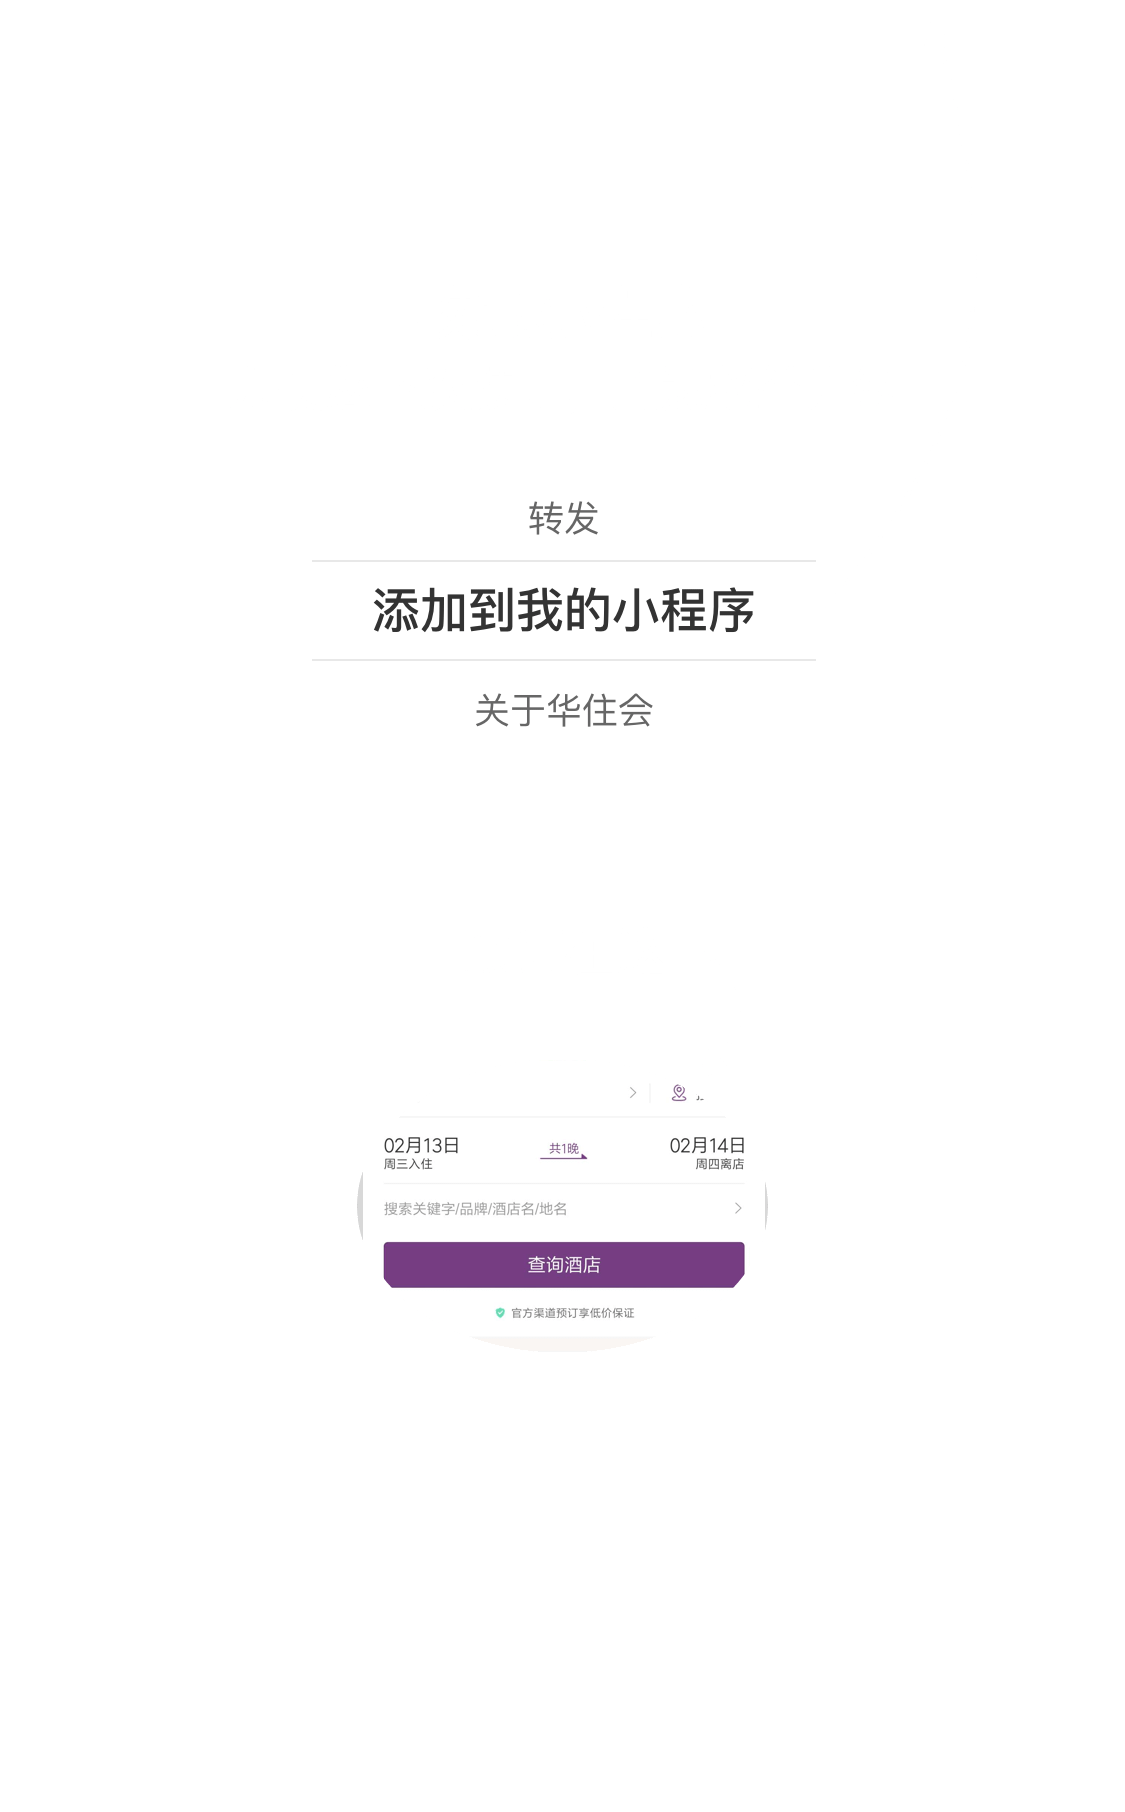 转发
添加到我的小程序
关于华住会
02月13日 共1晚 02月14日
周三入住 周四离店
搜索关键字/品牌/酒店名/地名
查询酒店
官方渠道预订享低价保证